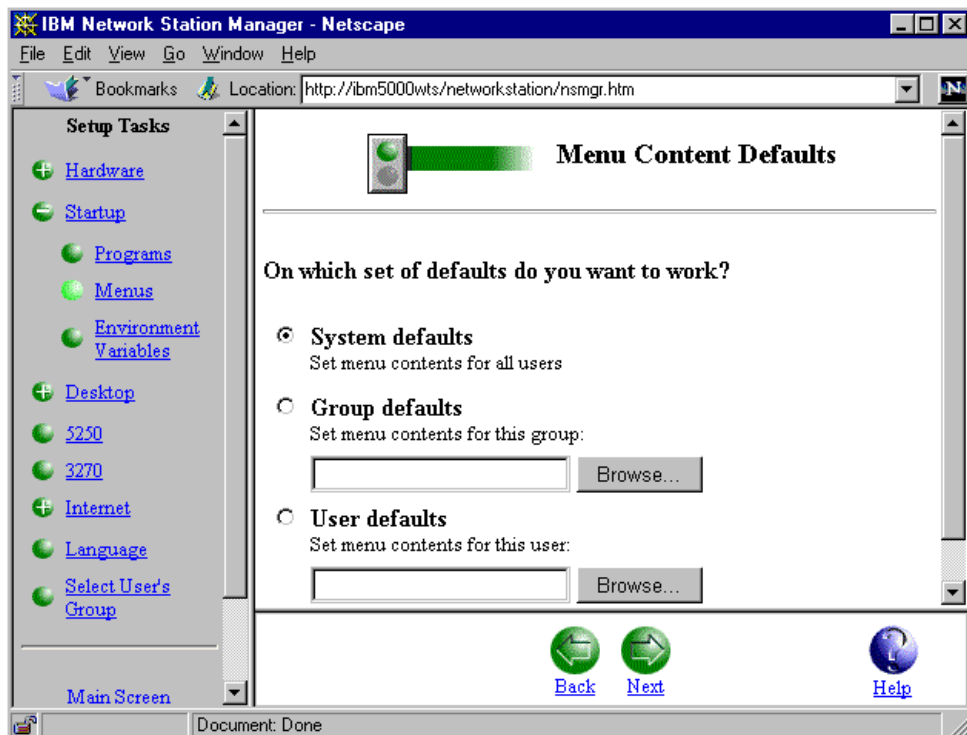 IBM Network Station Manager - Netscape
File Edit View Go Window Help
Bookmarks Location: http://ibm5000wts/networkstation/nsmgr.htm N
Setup Tasks
Hardware
Startup
Programs
Menus
Environment
Variables
Desktop
5250
3270
Internet
Language
Select User's
Group
Main Screen
Menu Content Defaults
On which set of defaults do you want to work?
System defaults
Set menu contents for all users
Group defaults
Set menu contents for this group:
Browse...
User defaults
Set menu contents for this user:
Browse...
Back Next Help
Document: Done